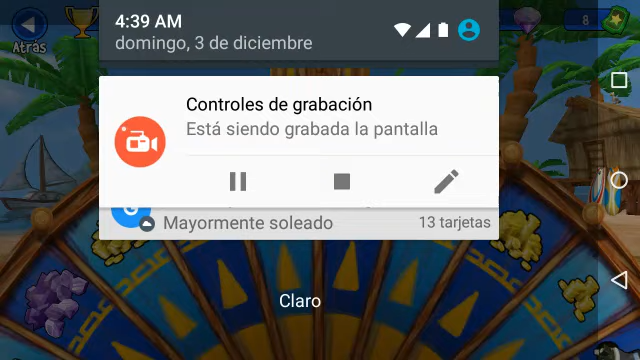 4:39 AM
domingo, 3 de diciembre
8
Atrás
Controles de grabación
Está siendo grabada la pantalla
G
Mayormente soleado
13 tarjetas
Claro